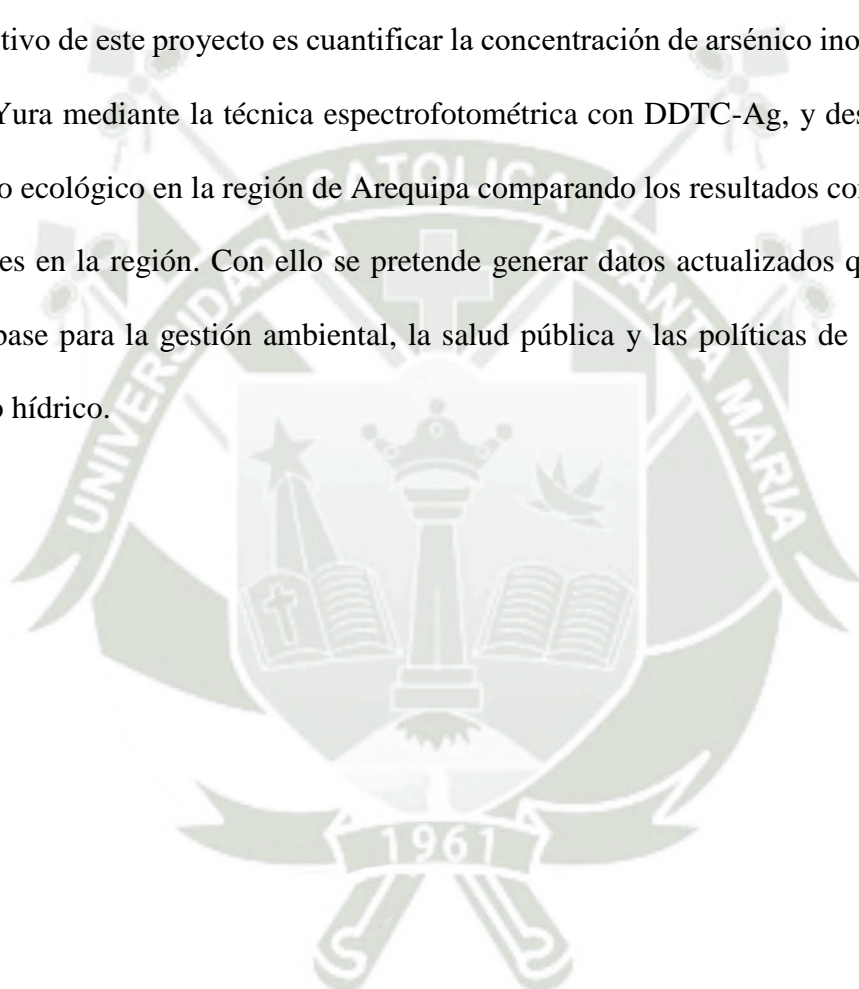 tivo de este proyecto es cuantificar la concentración de arsénico ino
Yura mediante la técnica espectrofotométrica con DDTC-Ag, y des
o ecológico en la región de Arequipa comparando los resultados co
es en la región. Con ello se pretende generar datos actualizados q
base para la gestión ambiental, la salud pública y las políticas de
o hídrico.
UNIVERSIDAD CATOLICA SANTA MARIA
1961